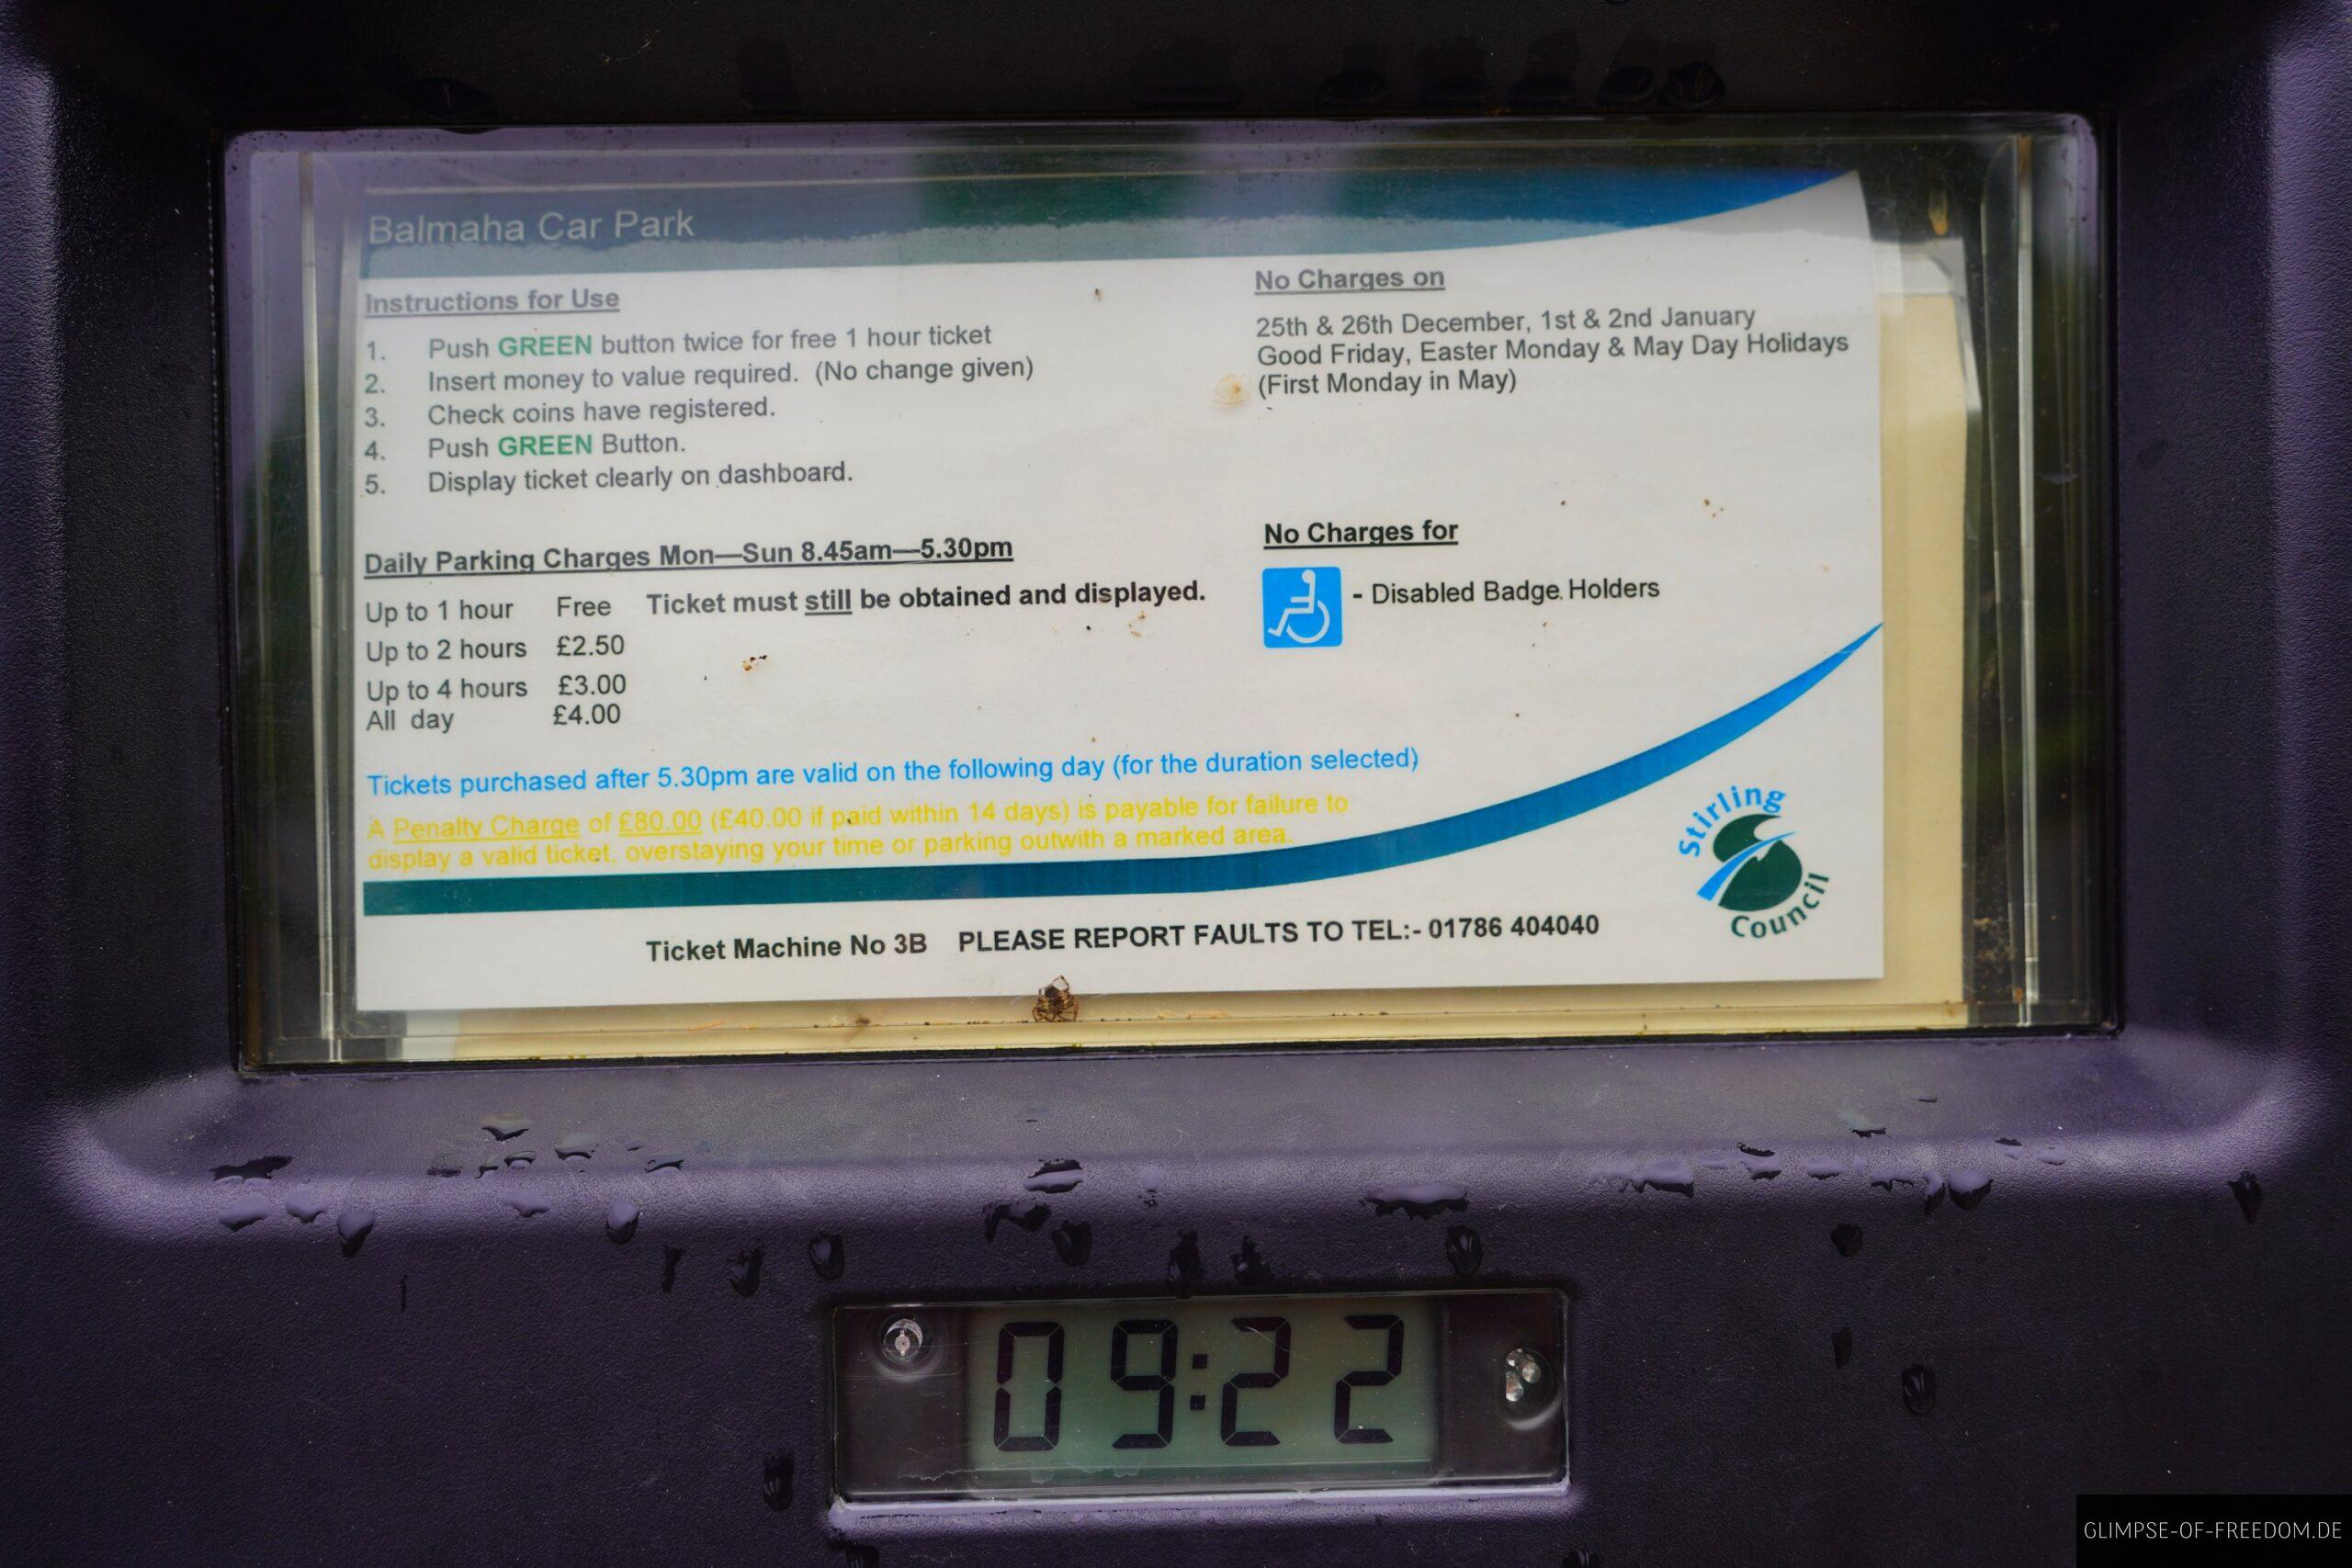 Balmaha Car Park
Instructions for Use
1. Push GREEN button twice for free 1 hour ticket
2. Insert money to value required. (No change given)
3. Check coins have registered.
4. Push GREEN Button.
5. Display ticket clearly on dashboard.
No Charges on
25th & 26th December, 1st & 2nd January
Good Friday, Easter Monday & May Day Holidays
(First Monday in May)
Daily Parking Charges Mon—Sun 8.45am—5.30pm
Up to 1 hour Free Ticket must still be obtained and displayed.
Up to 2 hours £2.50
Up to 4 hours £3.00
All day £4.00
No Charges for
- Disabled Badge Holders
Tickets purchased after 5.30pm are valid on the following day (for the duration selected)
A Penalty Charge of £80.00 (£40.00 if paid within 14 days) is payable for failure to
display a valid ticket, overstaying your time or parking outwith a marked area.
Stirling
Council
Ticket Machine No 3B PLEASE REPORT FAULTS TO TEL:- 01786 404040
09:22
GLIMPSE-OF-FREEDOM.DE